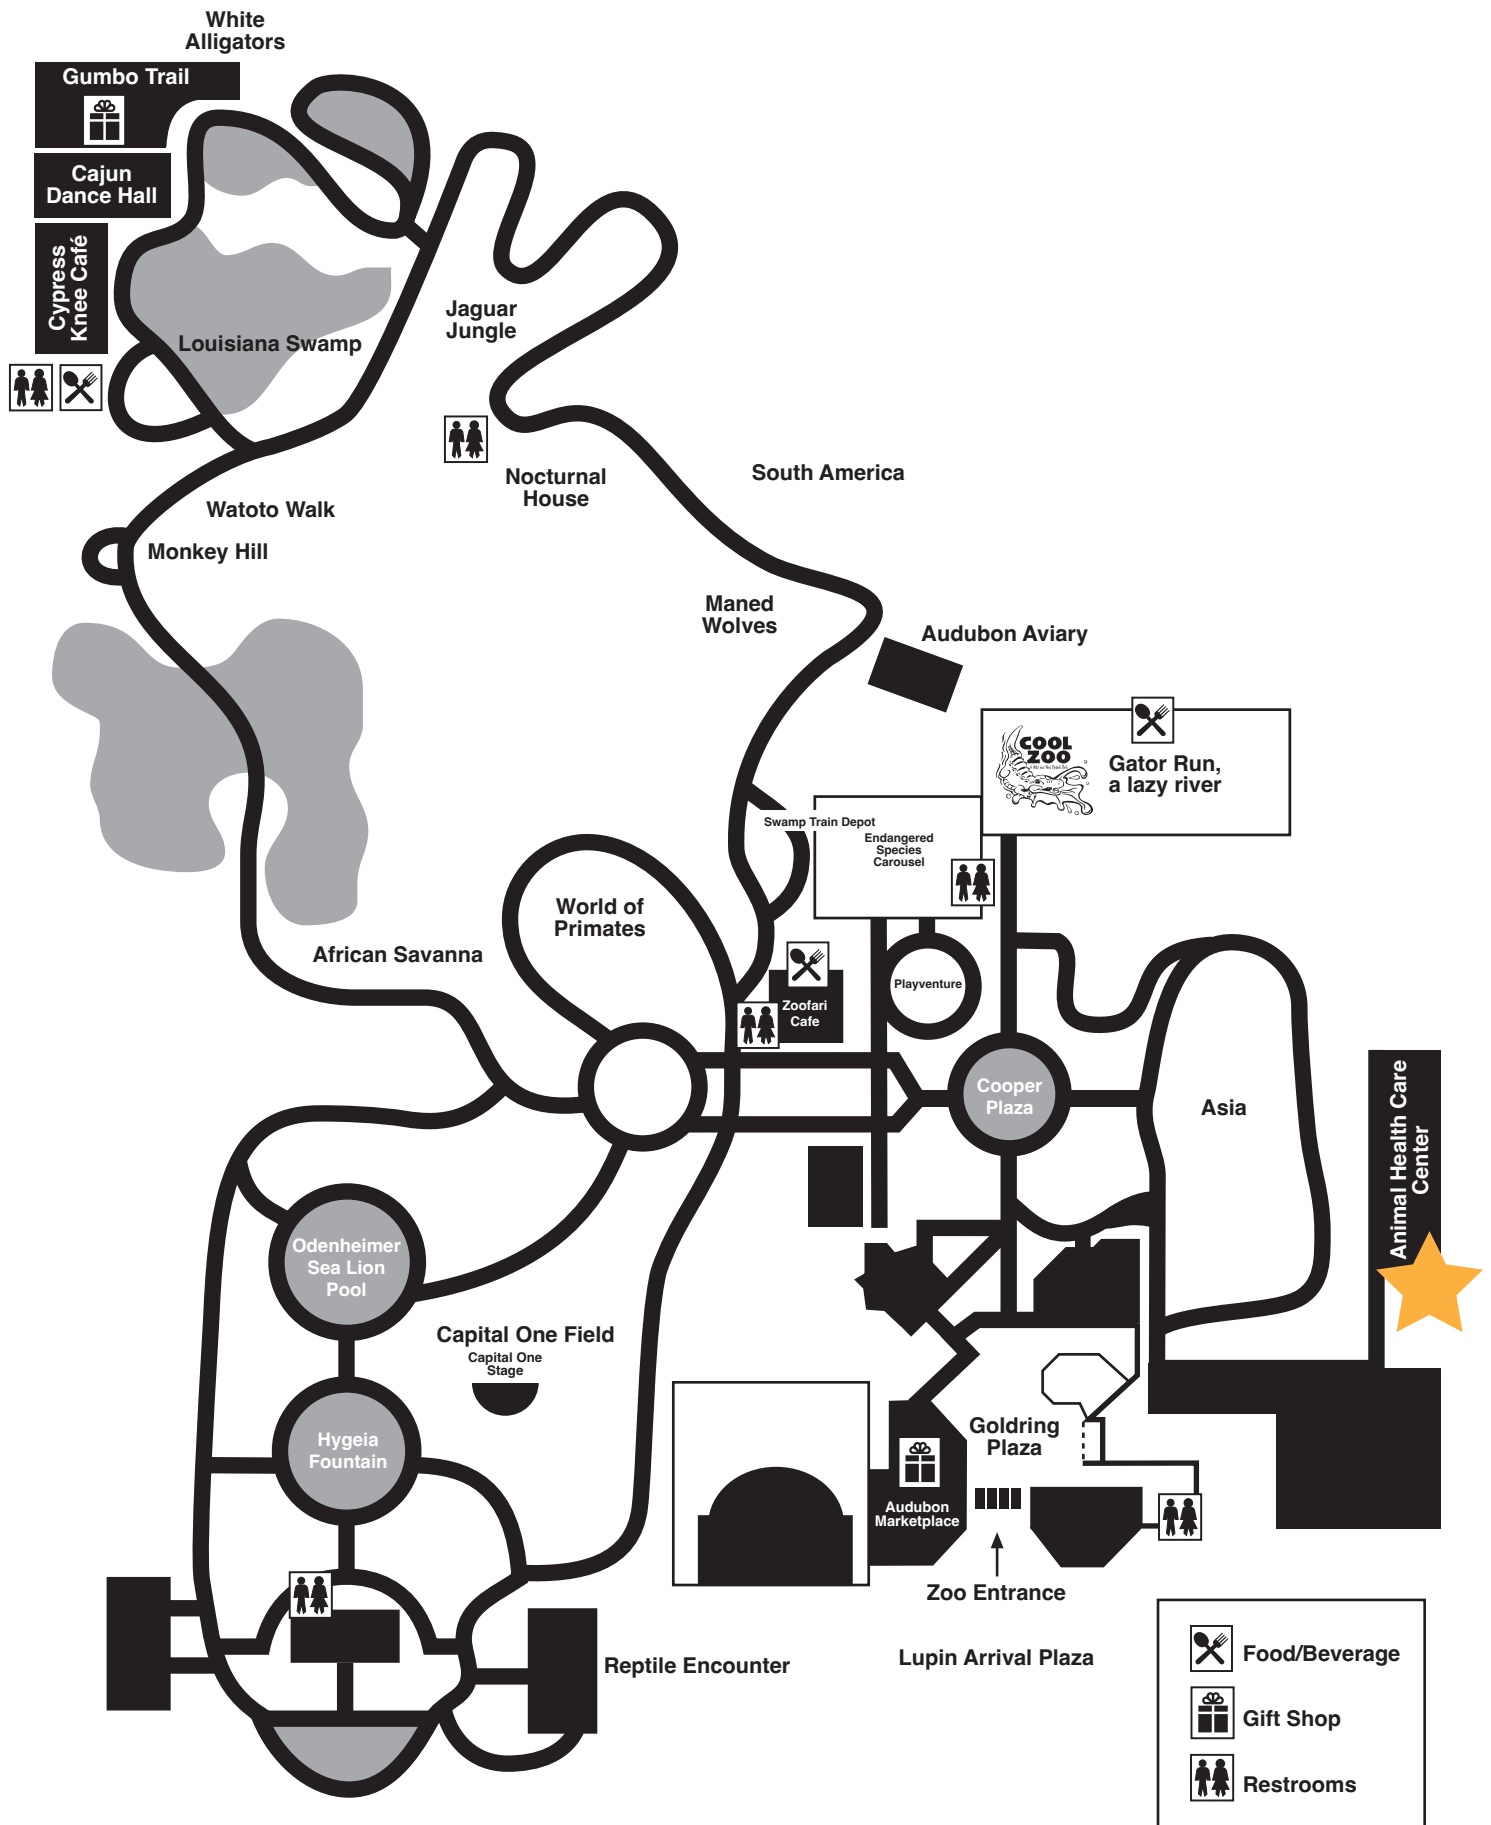 White
Alligators
Gumbo Trail
Cajun
Dance Hall
Cypress
Knee Café
Louisiana Swamp
Jaguar
Jungle
Nocturnal
House
South America
Watoto Walk
Monkey Hill
Maned
Wolves
Audubon Aviary
COOL
ZOO
Gator Run,
a lazy river
Swamp Train Depot
Endangered
Species
Carousel
World of
Primates
African Savanna
Zoofari
Cafe
Playventure
Cooper
Plaza
Asia
Animal Health Care
Center
Odenheimer
Sea Lion
Pool
Capital One Field
Capital One
Stage
Hygeia
Fountain
Goldring
Plaza
Audubon
Marketplace
Zoo Entrance
Reptile Encounter
Lupin Arrival Plaza
Food/Beverage
Gift Shop
Restrooms